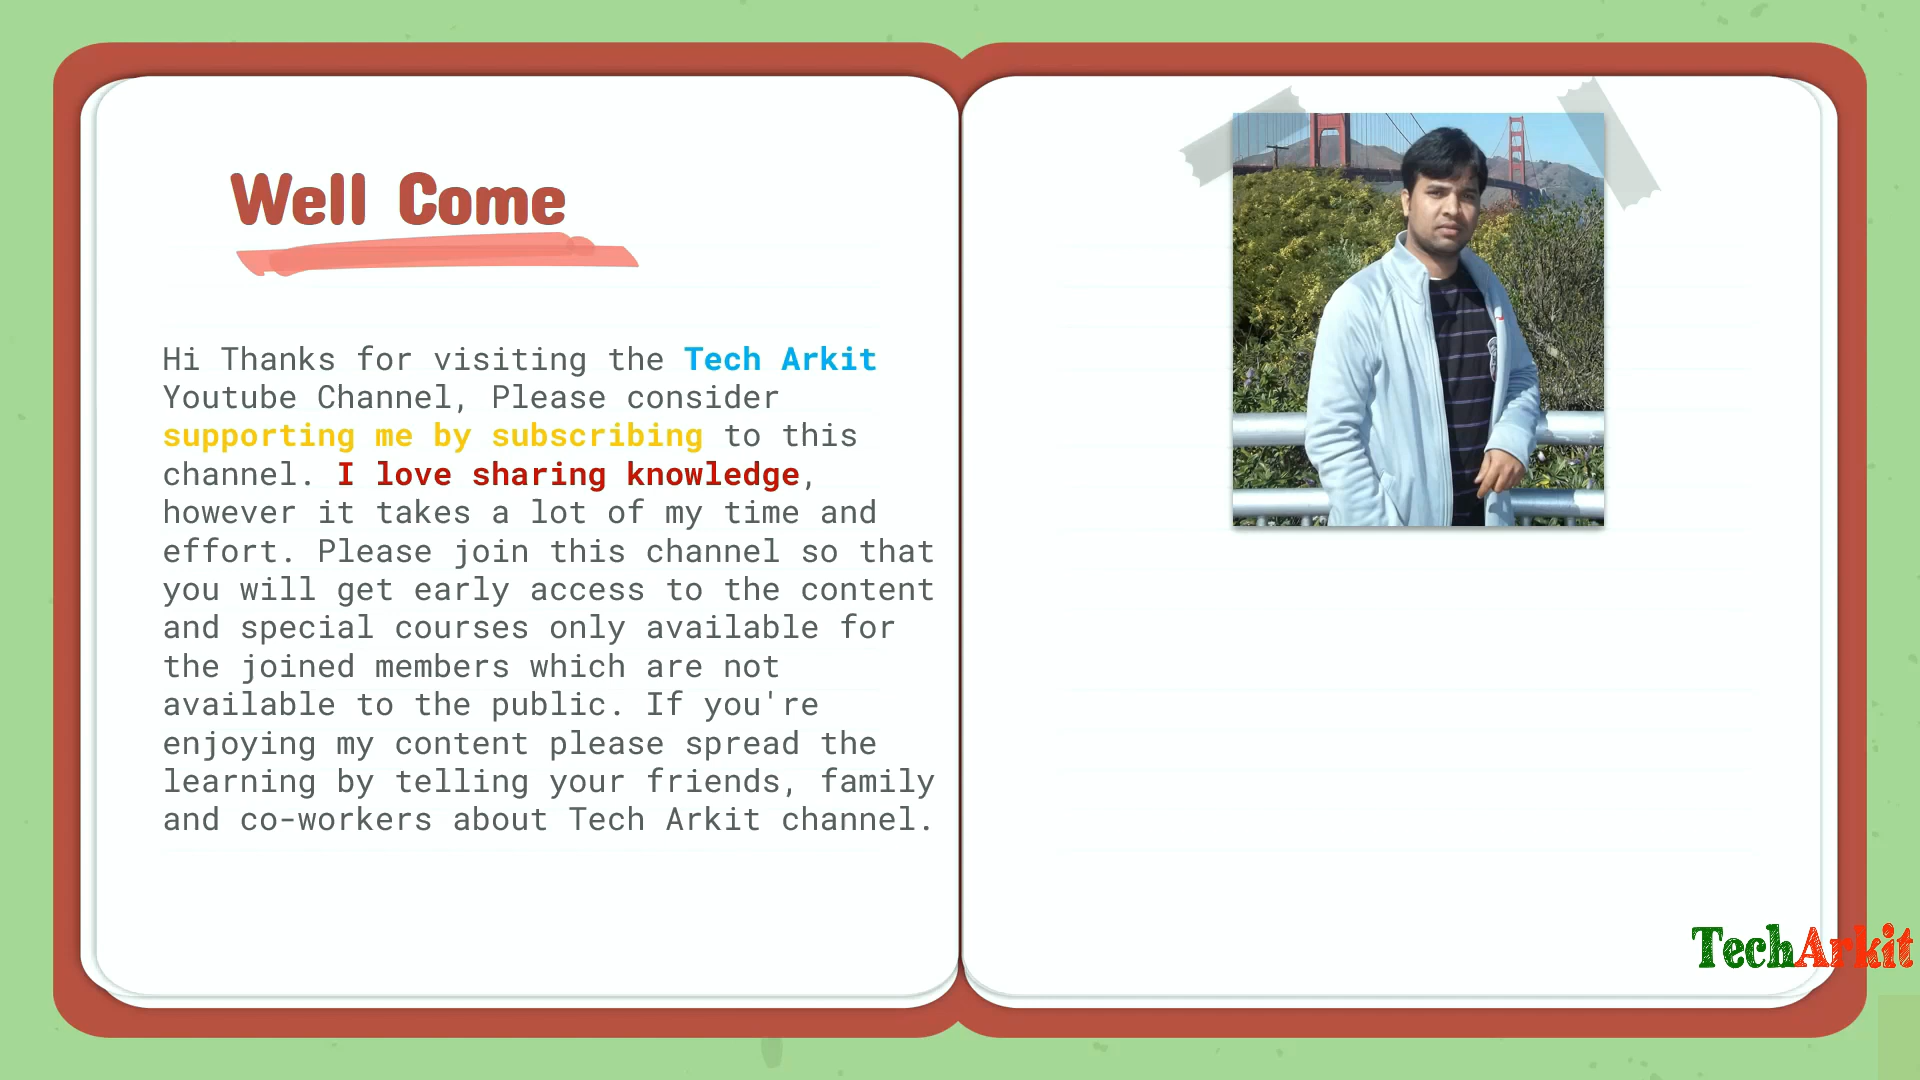 Well Come
Hi Thanks for visiting the Tech Arkit
Youtube Channel, Please consider
supporting me by subscribing to this
channel. I love sharing knowledge,
however it takes a lot of my time and
effort. Please join this channel so that
you will get early access to the content
and special courses only available for
the joined members which are not
available to the public. If you're
enjoying my content please spread the
learning by telling your friends, family
and co-workers about Tech Arkit channel.
TechArkit